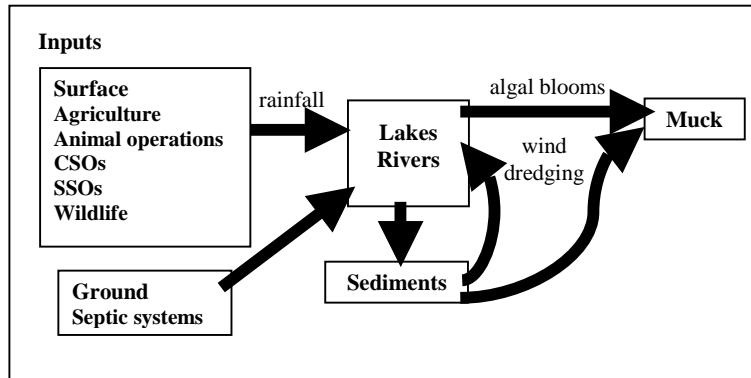 Inputs
Surface
Agriculture
Animal operations
CSOs
SSOs
Wildlife
rainfall
Ground
Septic systems
Lakes
Rivers
algal blooms
wind
dredging
Sediments
Muck